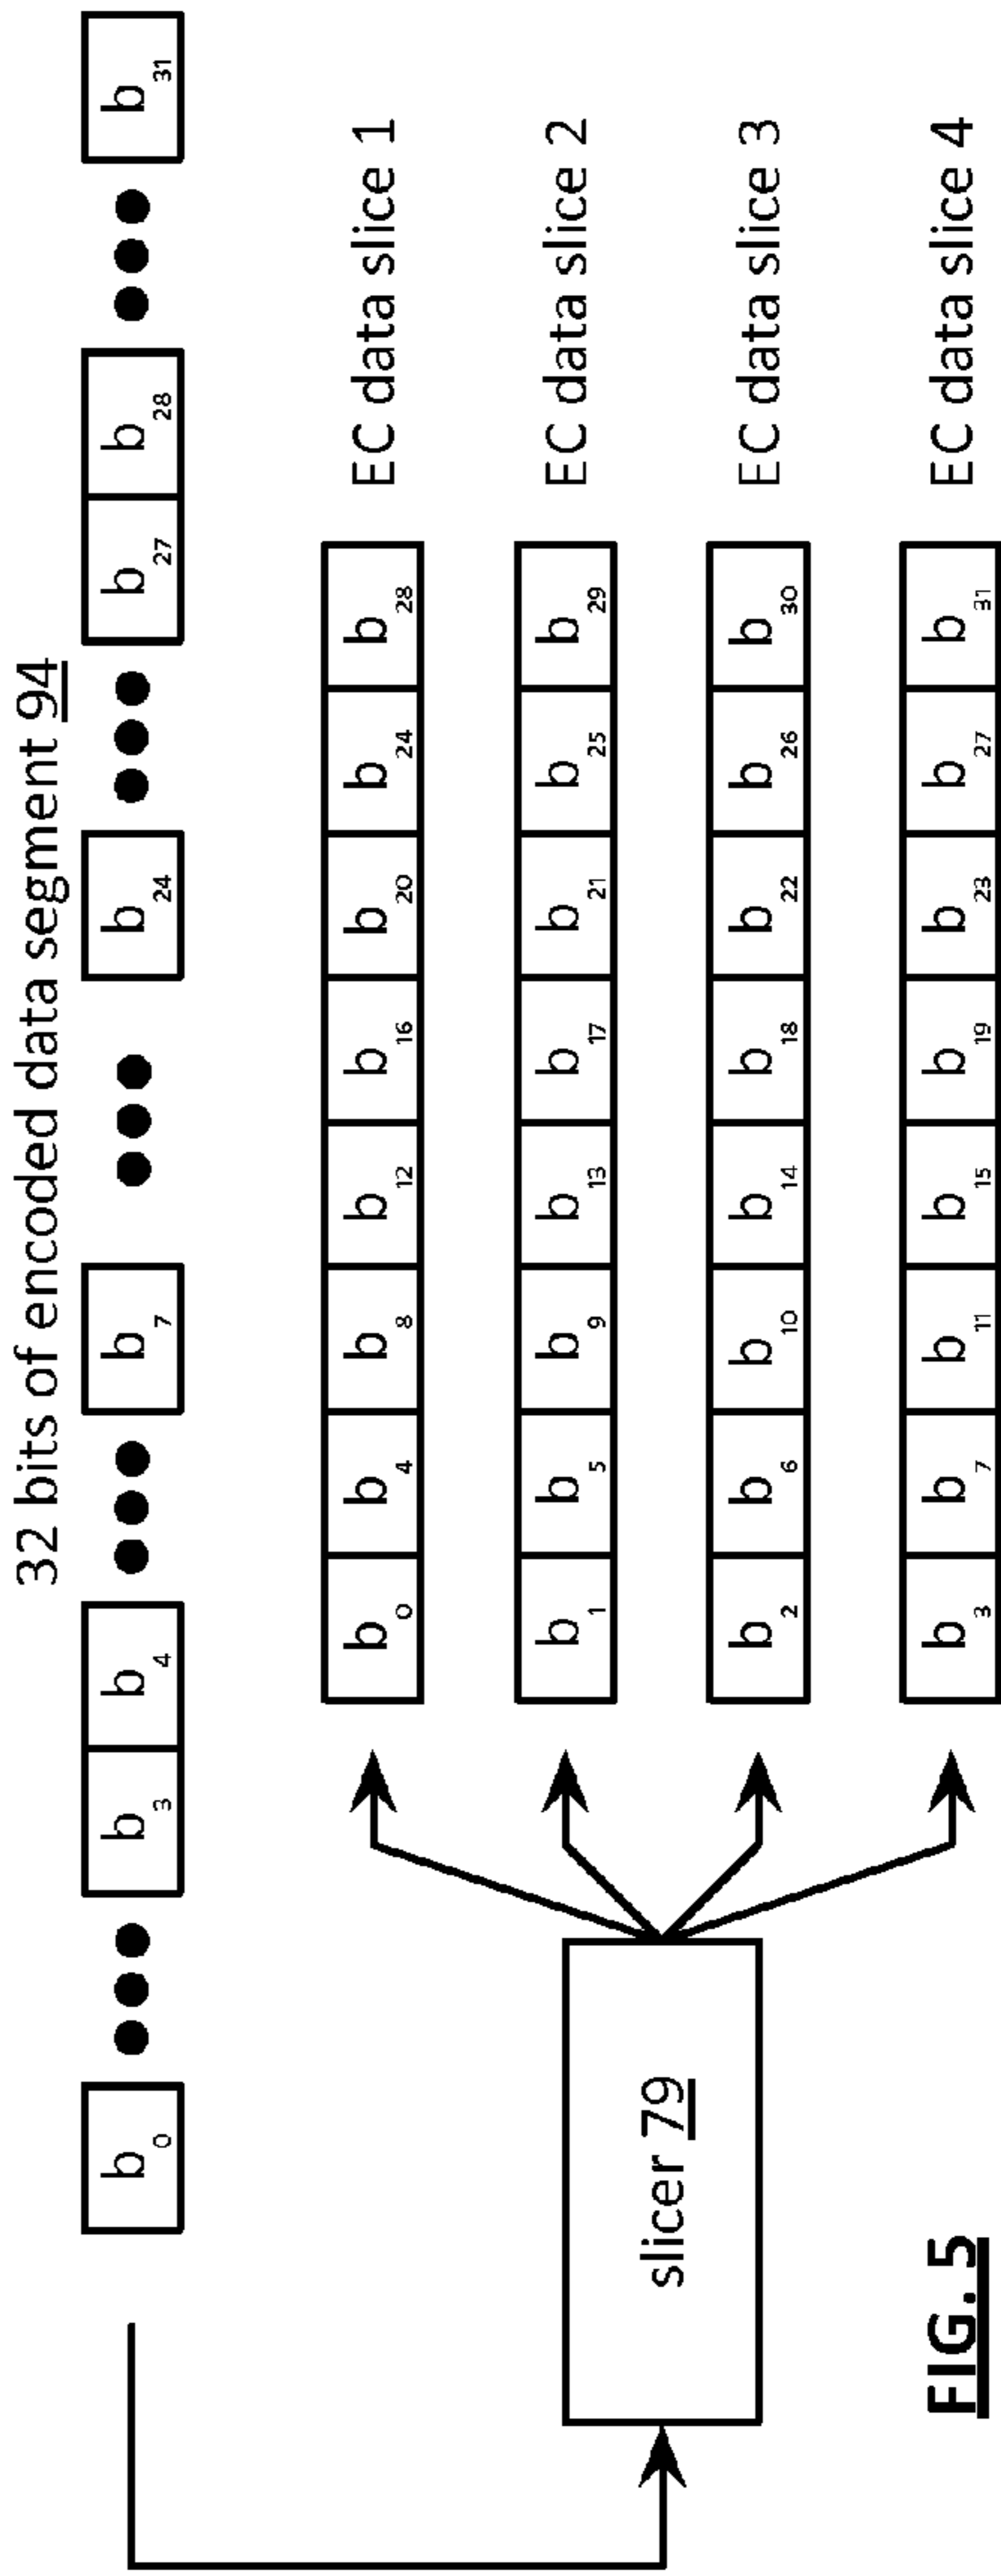 32 bits of encoded data segment 94
b0 ••• b3 b4 ••• b7 ••• b24 ••• b27 b28 ••• b31
b0 b4 b8 b12 b16 b20 b24 b28 EC data slice 1
b1 b5 b9 b13 b17 b21 b25 b29 EC data slice 2
slicer 79
b2 b6 b10 b14 b18 b22 b26 b30 EC data slice 3
b3 b7 b11 b15 b19 b23 b27 b31 EC data slice 4
FIG. 5